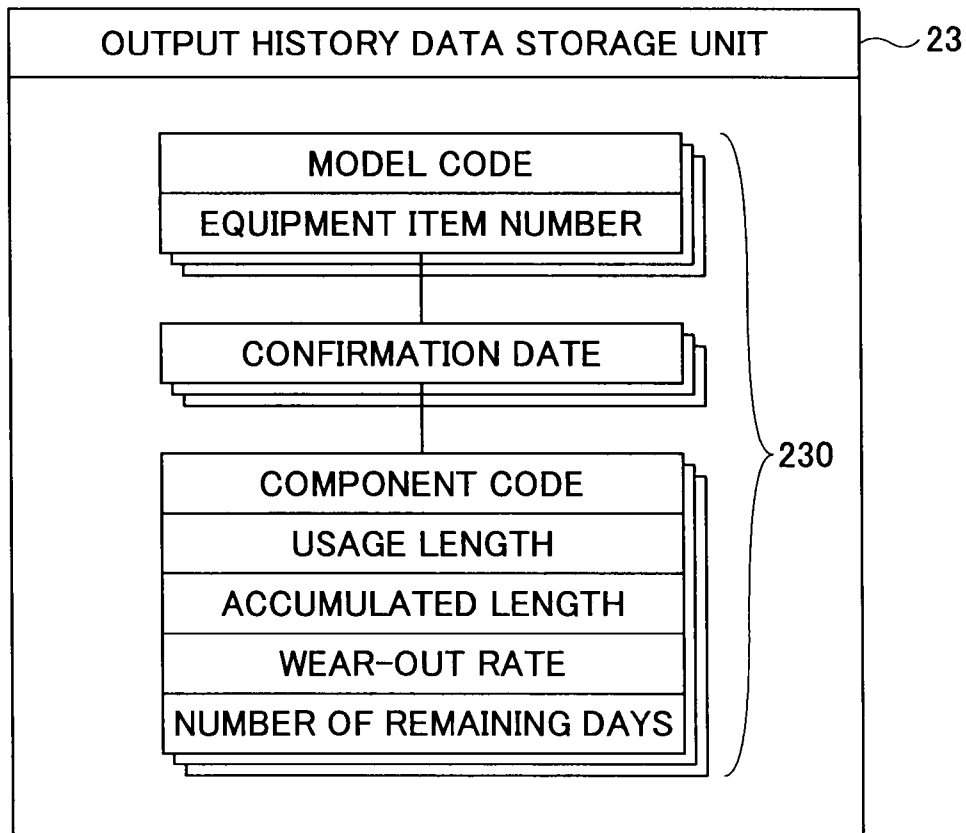 OUTPUT HISTORY DATA STORAGE UNIT
23
MODEL CODE
EQUIPMENT ITEM NUMBER
CONFIRMATION DATE
230
COMPONENT CODE
USAGE LENGTH
ACCUMULATED LENGTH
WEAR-OUT RATE
NUMBER OF REMAINING DAYS